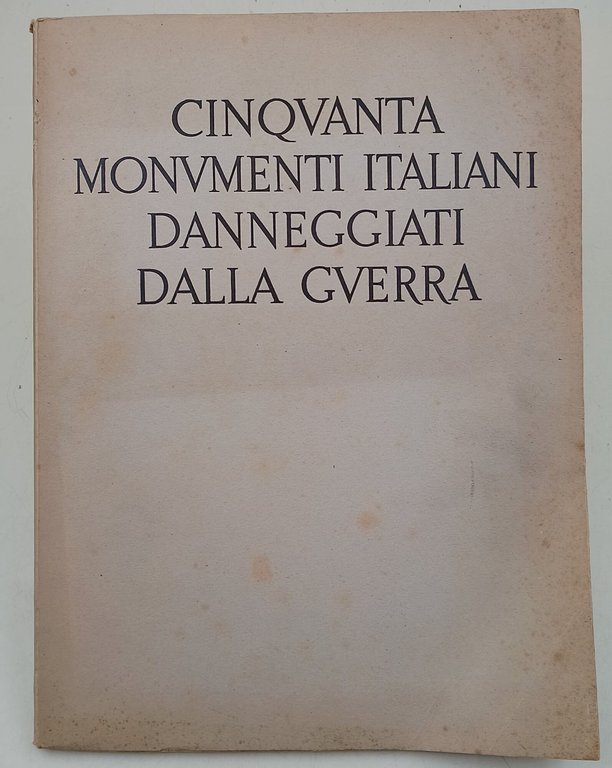 CINQVANTA
MONVMENTI ITALIANI
DANNEGGIATI
DALLA GVERRA